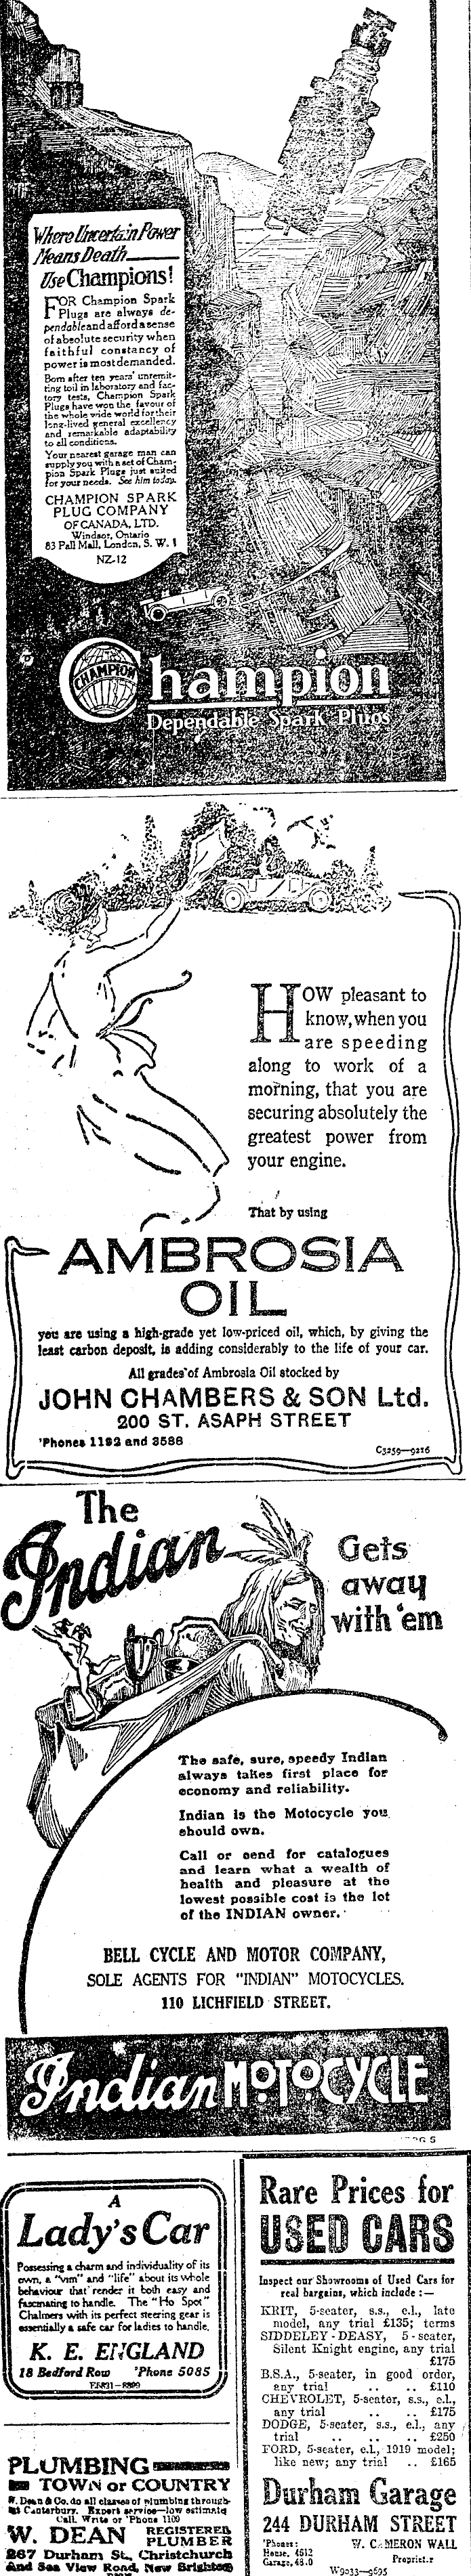 Where Uncertain Power
Means Death
Use Champions!
FOR Champion Spark
Plugs are always de-
pendable and afford a sense
of absolute security when
faithful constancy of
power is most demanded.
Born after ten years' unremit-
ting toil in laboratory and fac-
tory tests, Champion Spark
Plugs have won the favour of
the whole wide world for their
long-lived general excellency
and remarkable adaptability
to all conditions.
Your nearest garage man can
supply you with a set of Cham-
pion Spark Plugs just suited
for your needs. See him today.
CHAMPION SPARK
PLUG COMPANY
OF CANADA, LTD.
Windsor, Ontario
83 Pall Mall, London, S. W. 1
NZ-12
CHAMPION
Champion
Dependable Spark Plugs
HOW pleasant to
know, when you
are speeding
along to work of a
morning, that you are
securing absolutely the
greatest power from
your engine.
That by using
AMBROSIA
OIL
you are using a high-grade yet low-priced oil, which, by giving the
least carbon deposit, is adding considerably to the life of your car.
All grades of Ambrosia Oil stocked by
JOHN CHAMBERS & SON Ltd.
200 ST. ASAPH STREET
'Phones 1192 and 3586
C3259—9216
The
Indian
Gets
away
with 'em
The safe, sure, speedy Indian
always takes first place for
economy and reliability.
Indian is the Motocycle you
should own.
Call or send for catalogues
and learn what a wealth of
health and pleasure at the
lowest possible cost is the lot
of the INDIAN owner.
BELL CYCLE AND MOTOR COMPANY,
SOLE AGENTS FOR "INDIAN" MOTOCYCLES.
110 LICHFIELD STREET.
Indian MOTOCYCLE
A
Lady's Car
Possessing a charm and individuality of its
own, a "vim" and "life" about its whole
behaviour that render it both easy and
fascinating to handle. The "Ho Spot"
Chalmers with its perfect steering gear is
essentially a safe car for ladies to handle.
K. E. ENGLAND
18 Bedford Row 'Phone 5085
PLUMBING
TOWN or COUNTRY
W. Dean & Co. do all classes of plumbing through-
out Canterbury. Expert service—low estimate
Call, Write or 'Phone 1100
W. DEAN REGISTERED
PLUMBER
267 Durham St., Christchurch
And Sea View Road, New Brighton
Rare Prices for
USED CARS
Inspect our Showrooms of Used Cars for
real bargains, which include:—
KRIT, 5-seater, s.s., e.l., late
model, any trial £135; terms
SIDDELEY-DEASY, 5-seater,
Silent Knight engine, any trial
£175
B.S.A., 5-seater, in good order,
any trial .. .. £110
CHEVROLET, 5-seater, s.s., e.l.,
any trial .. .. £175
DODGE, 5-seater, s.s., e.l., any
trial .. .. .. £250
FORD, 5-seater, e.l., 1919 model;
like new; any trial .. £165
Durham Garage
244 DURHAM STREET
'Phones:
House, 4612
Garage,
W. CAMERON WALL
Propriet.r
W9033—9595